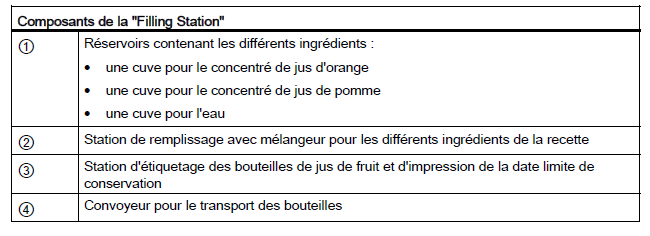 Composants de la "Filling Station"
① Réservoirs contenant les différents ingrédients :
• une cuve pour le concentré de jus d'orange
• une cuve pour le concentré de jus de pomme
• une cuve pour l'eau
② Station de remplissage avec mélangeur pour les différents ingrédients de la recette
③ Station d'étiquetage des bouteilles de jus de fruit et d'impression de la date limite de
conservation
④ Convoyeur pour le transport des bouteilles